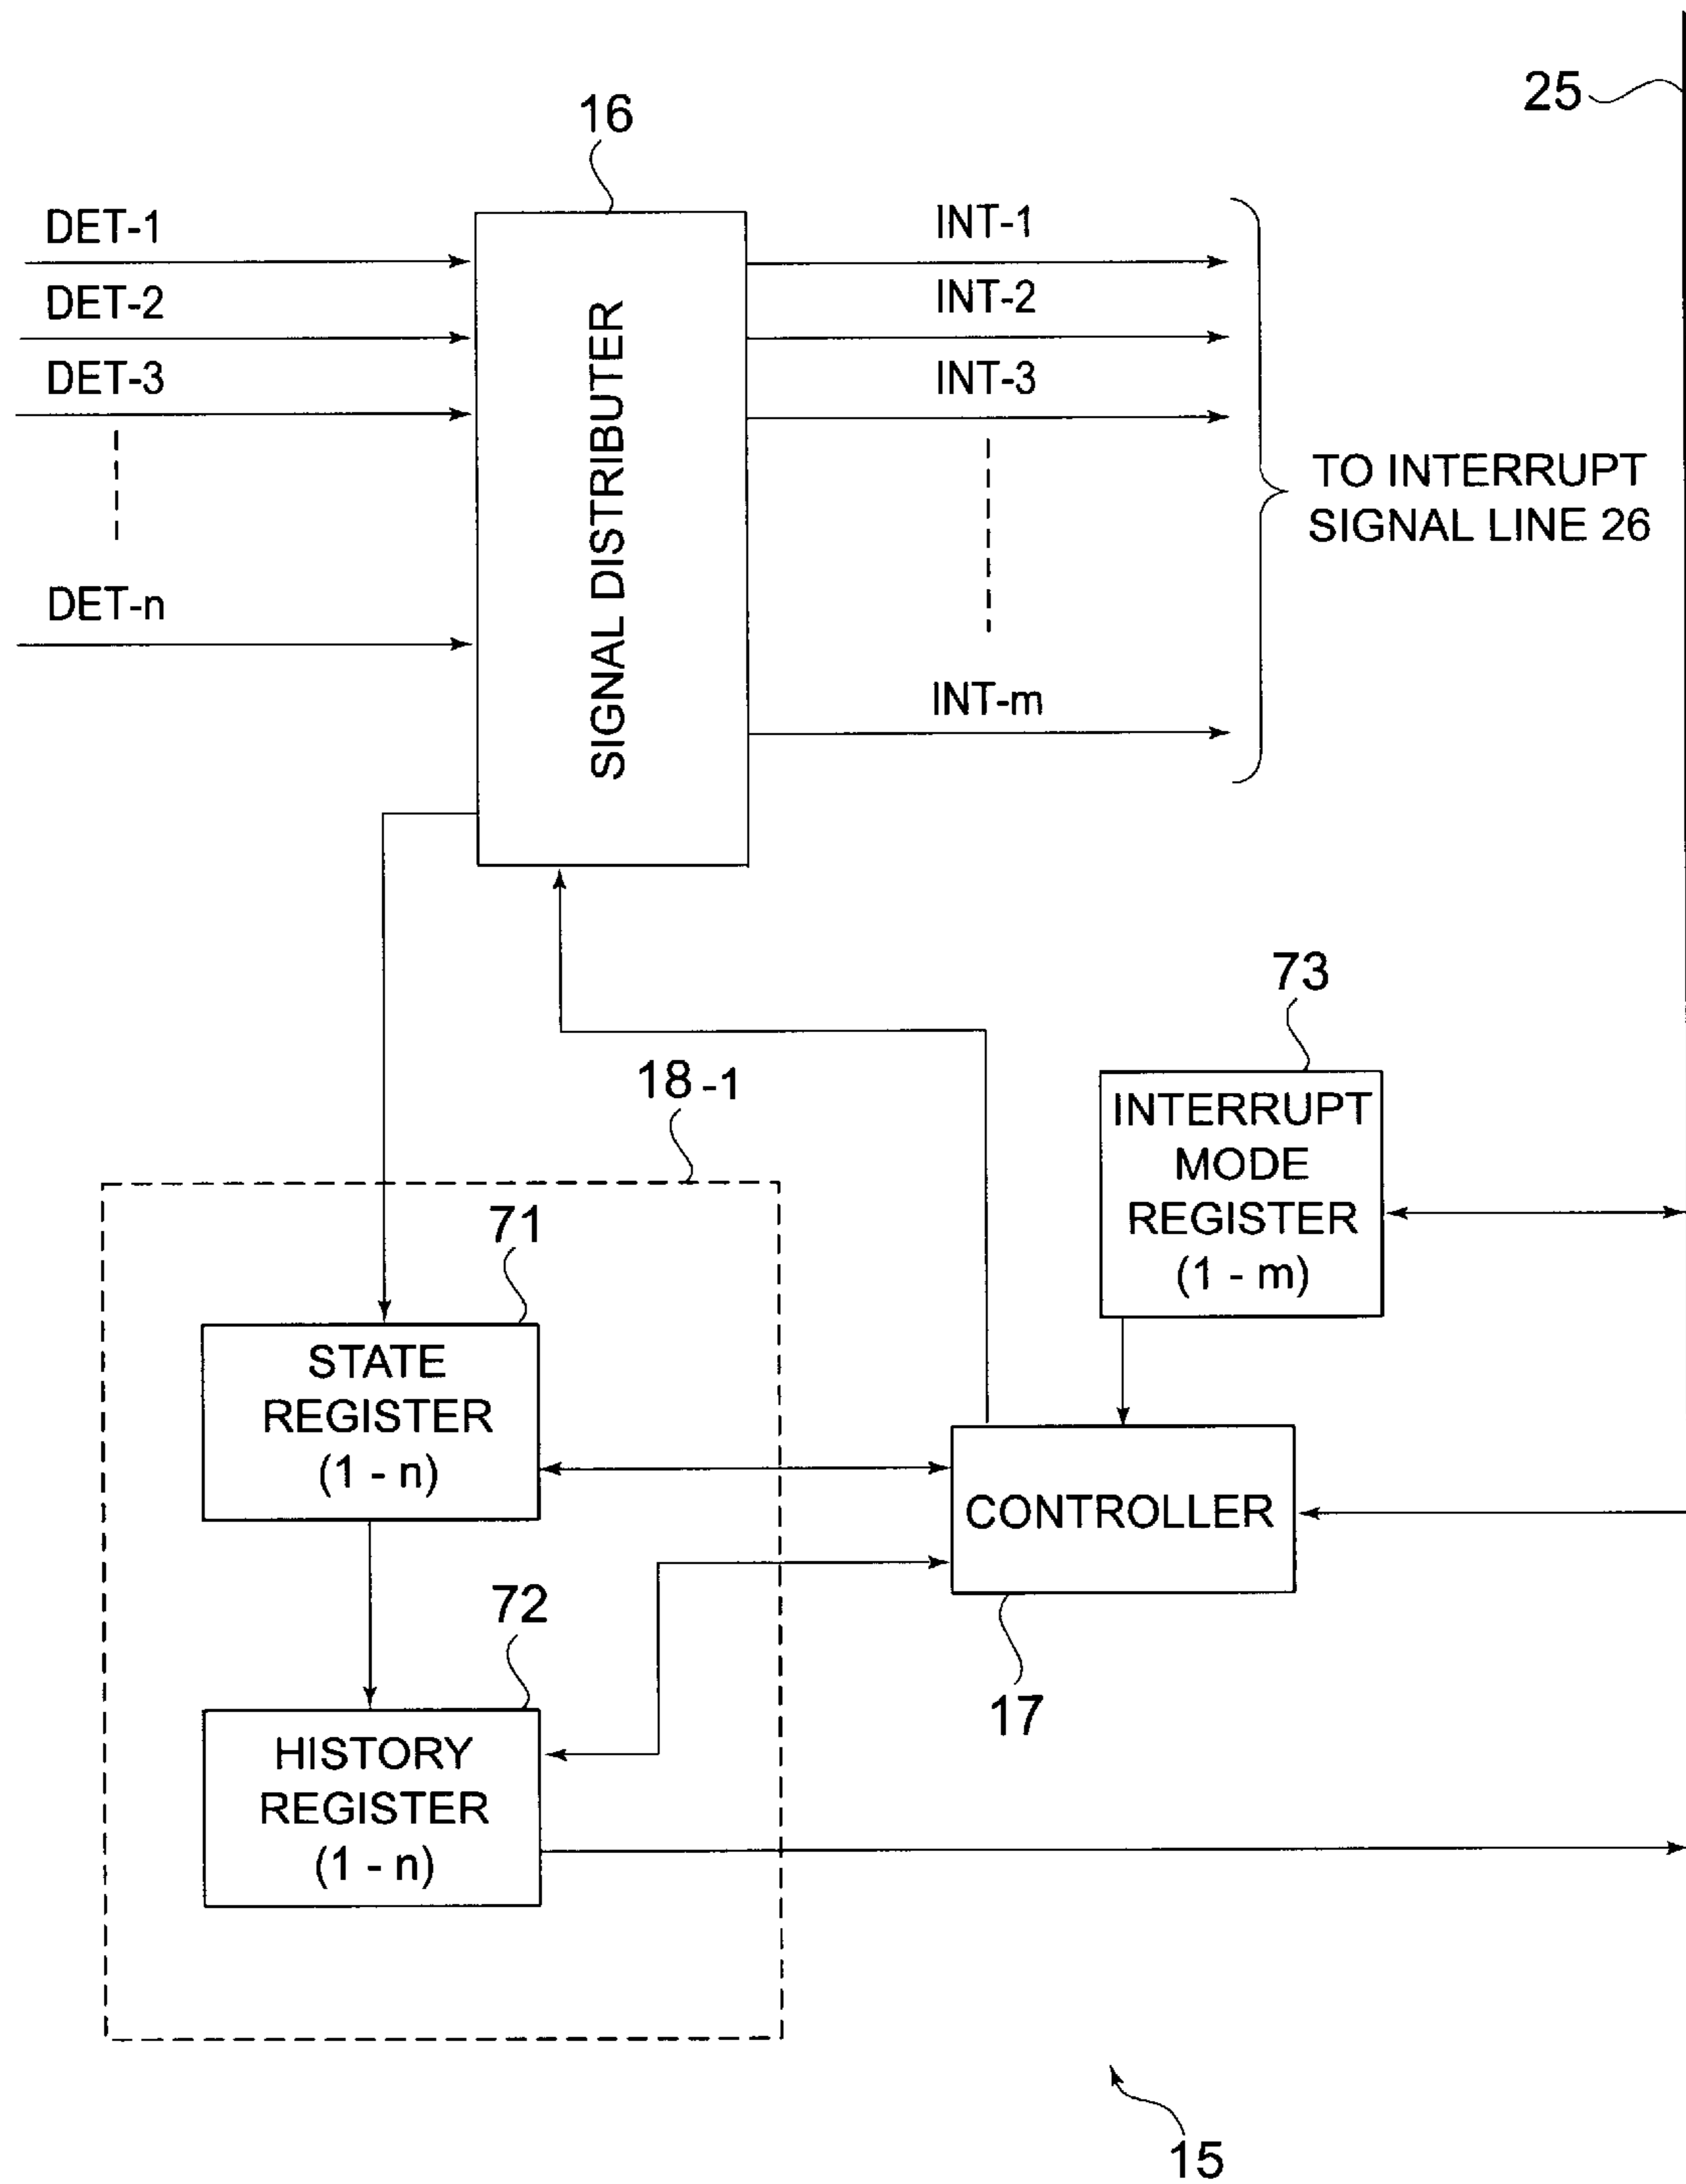 25
16
DET-1
DET-2
DET-3
DET-n
SIGNAL DISTRIBUTER
INT-1
INT-2
INT-3
INT-m
TO INTERRUPT
SIGNAL LINE 26
73
INTERRUPT
MODE
REGISTER
(1 - m)
18-1
71
STATE
REGISTER
(1 - n)
CONTROLLER
17
72
HISTORY
REGISTER
(1 - n)
15